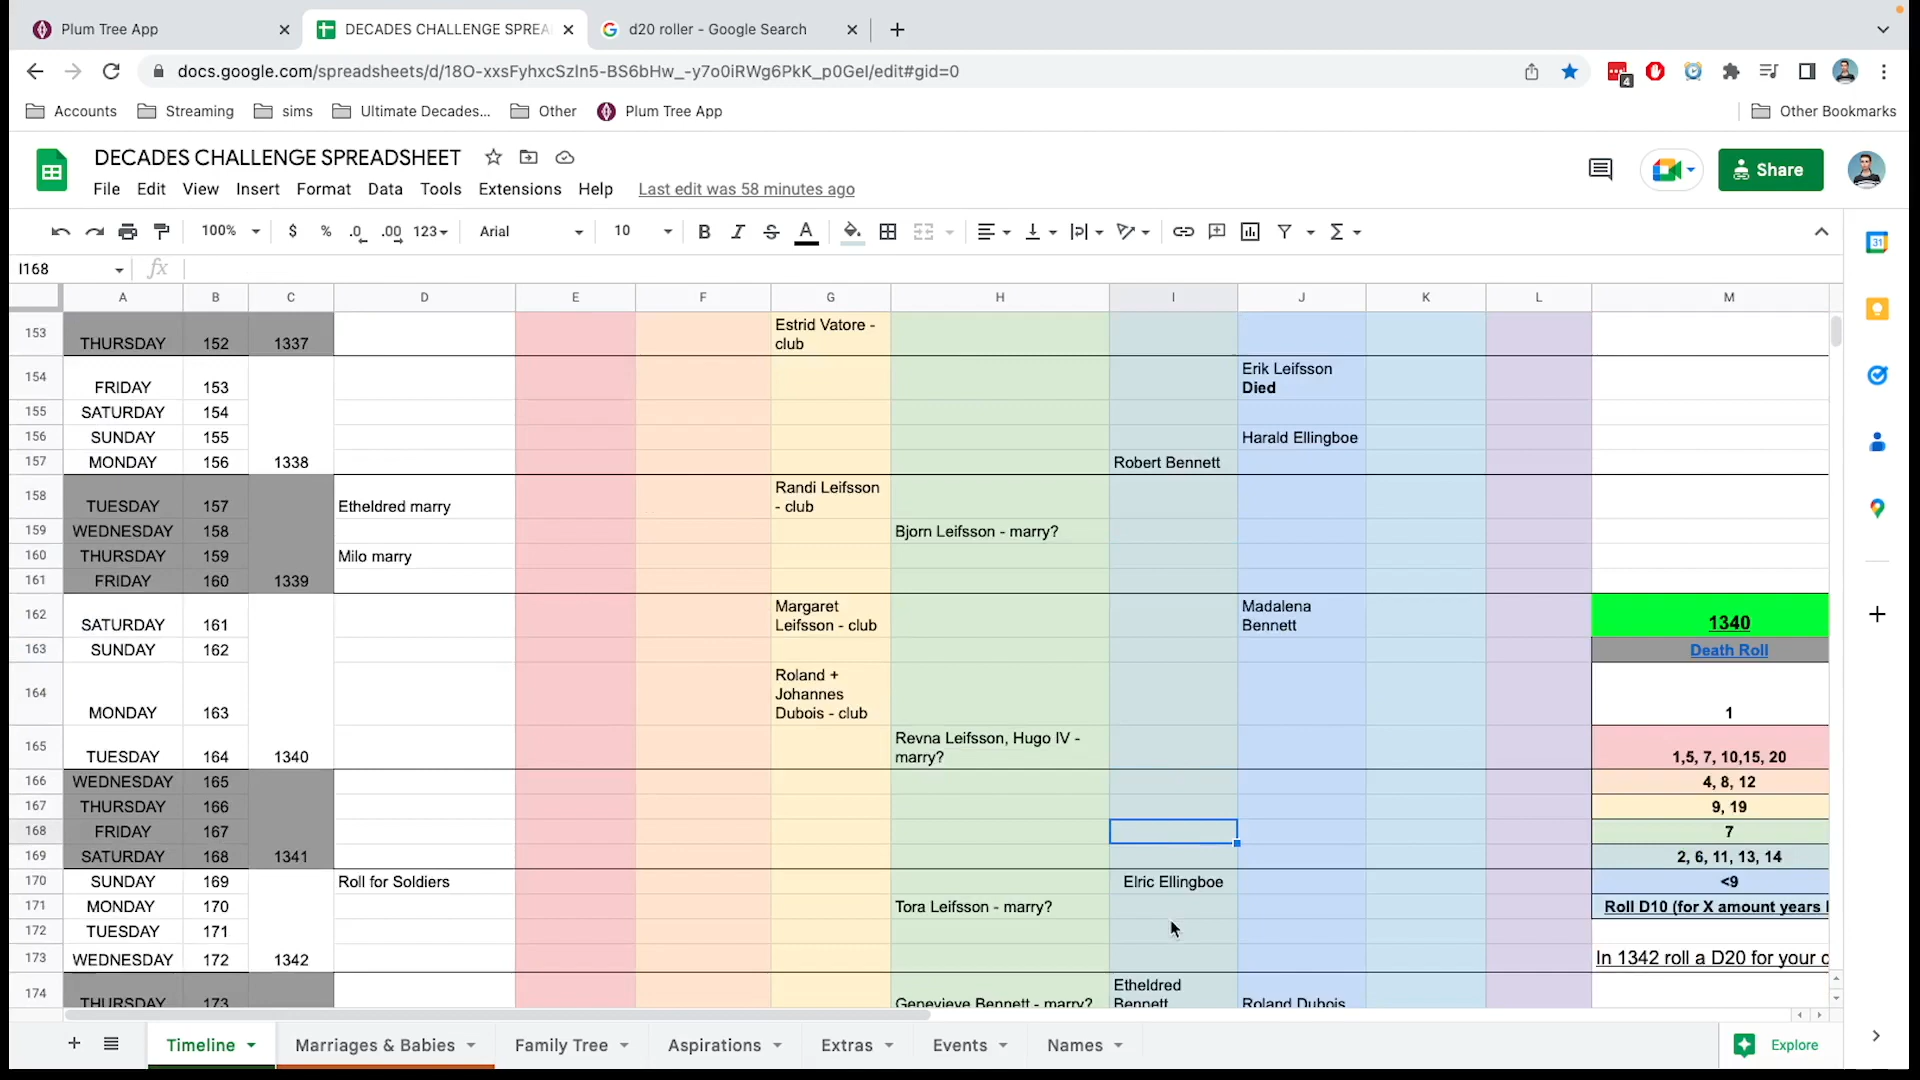 Plum Tree App
DECADES CHALLENGE SPREA
d20 roller - Google Search
docs.google.com/spreadsheets/d/18O-xxsFyhxcSzIn5-BS6bHw_-y7o0iRWg6PkK_p0GeI/edit#gid=0
4
Accounts
Streaming
sims
Ultimate Decades...
Other
Plum Tree App
Other Bookmarks
DECADES CHALLENGE SPREADSHEET
File Edit View Insert Format Data Tools Extensions Help Last edit was 58 minutes ago
Share
100% $ % .0 .00 123 Arial 10 B I S A
31
I168 fx
A B C D E F G H I J K L M
153 THURSDAY 152 1337 Estrid Vatore -
club
154 FRIDAY 153 Erik Leifsson
Died
155 SATURDAY 154
156 SUNDAY 155 Harald Ellingboe
157 MONDAY 156 1338 Robert Bennett
158 TUESDAY 157 Etheldred marry Randi Leifsson
- club
159 WEDNESDAY 158 Bjorn Leifsson - marry?
160 THURSDAY 159 Milo marry
161 FRIDAY 160 1339
162 SATURDAY 161 Margaret
Leifsson - club Madalena
Bennett 1340
163 SUNDAY 162 Death Roll
164 MONDAY 163 Roland +
Johannes
Dubois - club 1
165 TUESDAY 164 1340 Revna Leifsson, Hugo IV -
marry? 1,5, 7, 10,15, 20
166 WEDNESDAY 165 4, 8, 12
167 THURSDAY 166 9, 19
168 FRIDAY 167 7
169 SATURDAY 168 1341 2, 6, 11, 13, 14
170 SUNDAY 169 Roll for Soldiers Elric Ellingboe <9
171 MONDAY 170 Tora Leifsson - marry? Roll D10 (for X amount years
172 TUESDAY 171
173 WEDNESDAY 172 1342 In 1342 roll a D20 for your
174 THURSDAY 173 Genevieve Bennett - marry? Etheldred
Bennett Roland Dubois
Timeline
Marriages & Babies
Family Tree
Aspirations
Extras
Events
Names
Explore